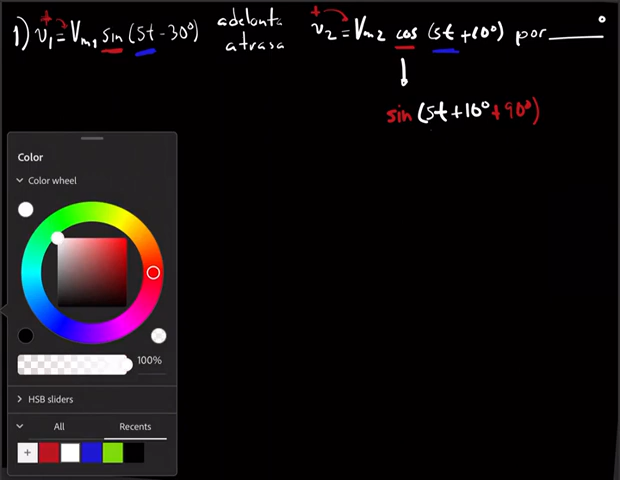 1) + v₁ = Vm₁ sin (5t - 30°) adelanta + v₂ = Vm₂ cos (5t + 10°) por ______°
atrasa
sin (5t + 10° + 90°)
Color
Color wheel
100%
HSB sliders
All Recents